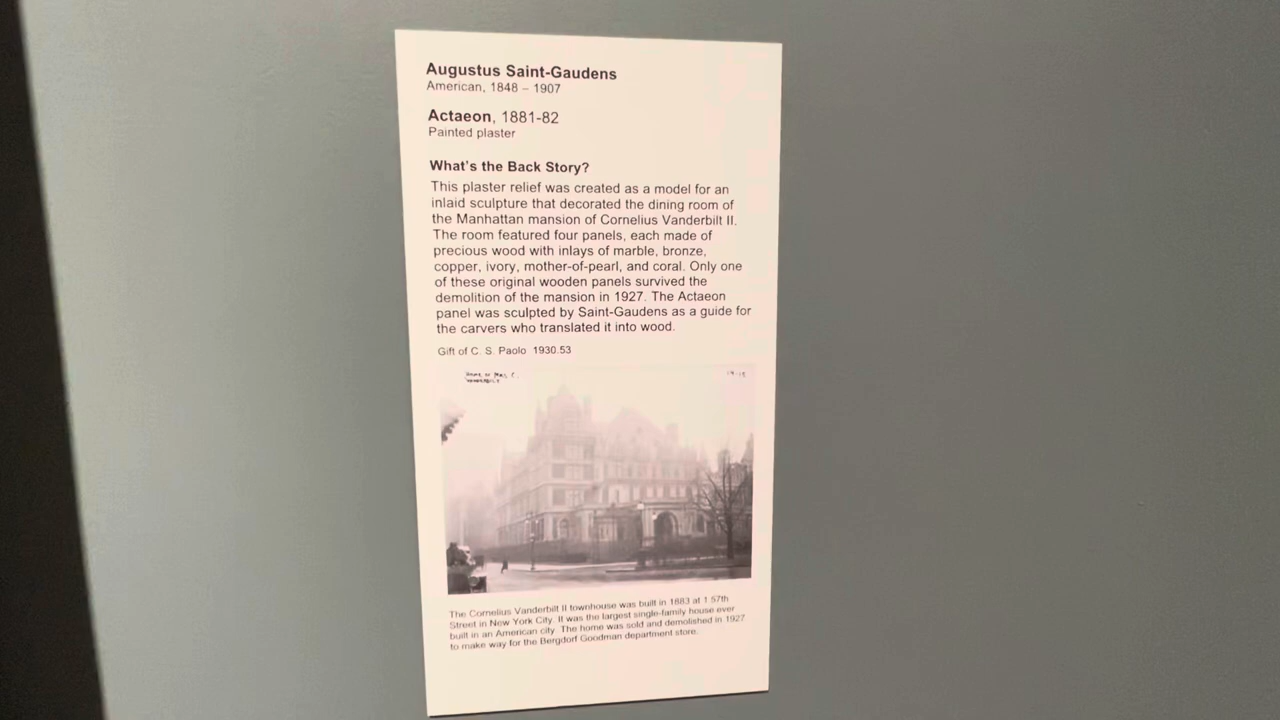 Augustus Saint-Gaudens
American, 1848 – 1907
Actaeon, 1881-82
Painted plaster
What's the Back Story?
This plaster relief was created as a model for an
inlaid sculpture that decorated the dining room of
the Manhattan mansion of Cornelius Vanderbilt II.
The room featured four panels, each made of
precious wood with inlays of marble, bronze,
copper, ivory, mother-of-pearl, and coral. Only one
of these original wooden panels survived the
demolition of the mansion in 1927. The Actaeon
panel was sculpted by Saint-Gaudens as a guide for
the carvers who translated it into wood.
Gift of C. S. Paolo 1930.53
The Cornelius Vanderbilt II townhouse was built in 1883 at 1 57th
Street in New York City. It was the largest single-family house ever
built in an American city. The home was sold and demolished in 1927
to make way for the Bergdorf Goodman department store.